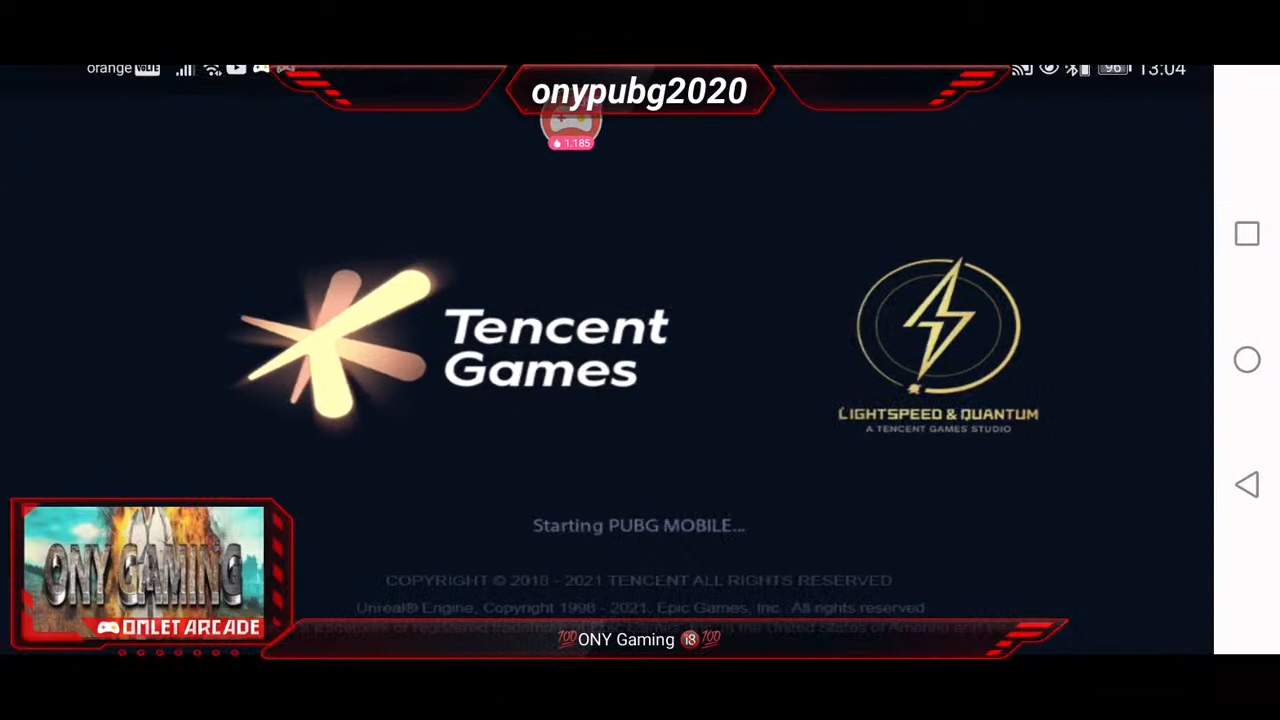 orange VoLTE
96 13:04
onypubg2020
1,185
Tencent
Games
LIGHTSPEED & QUANTUM
A TENCENT GAMES STUDIO
Starting PUBG MOBILE...
COPYRIGHT © 2018 - 2021 TENCENT ALL RIGHTS RESERVED
Unreal® Engine, Copyright 1998 - 2021, Epic Games, Inc. All rights reserved
ONY GAMING
OMLET ARCADE
💯ONY Gaming 🔞💯